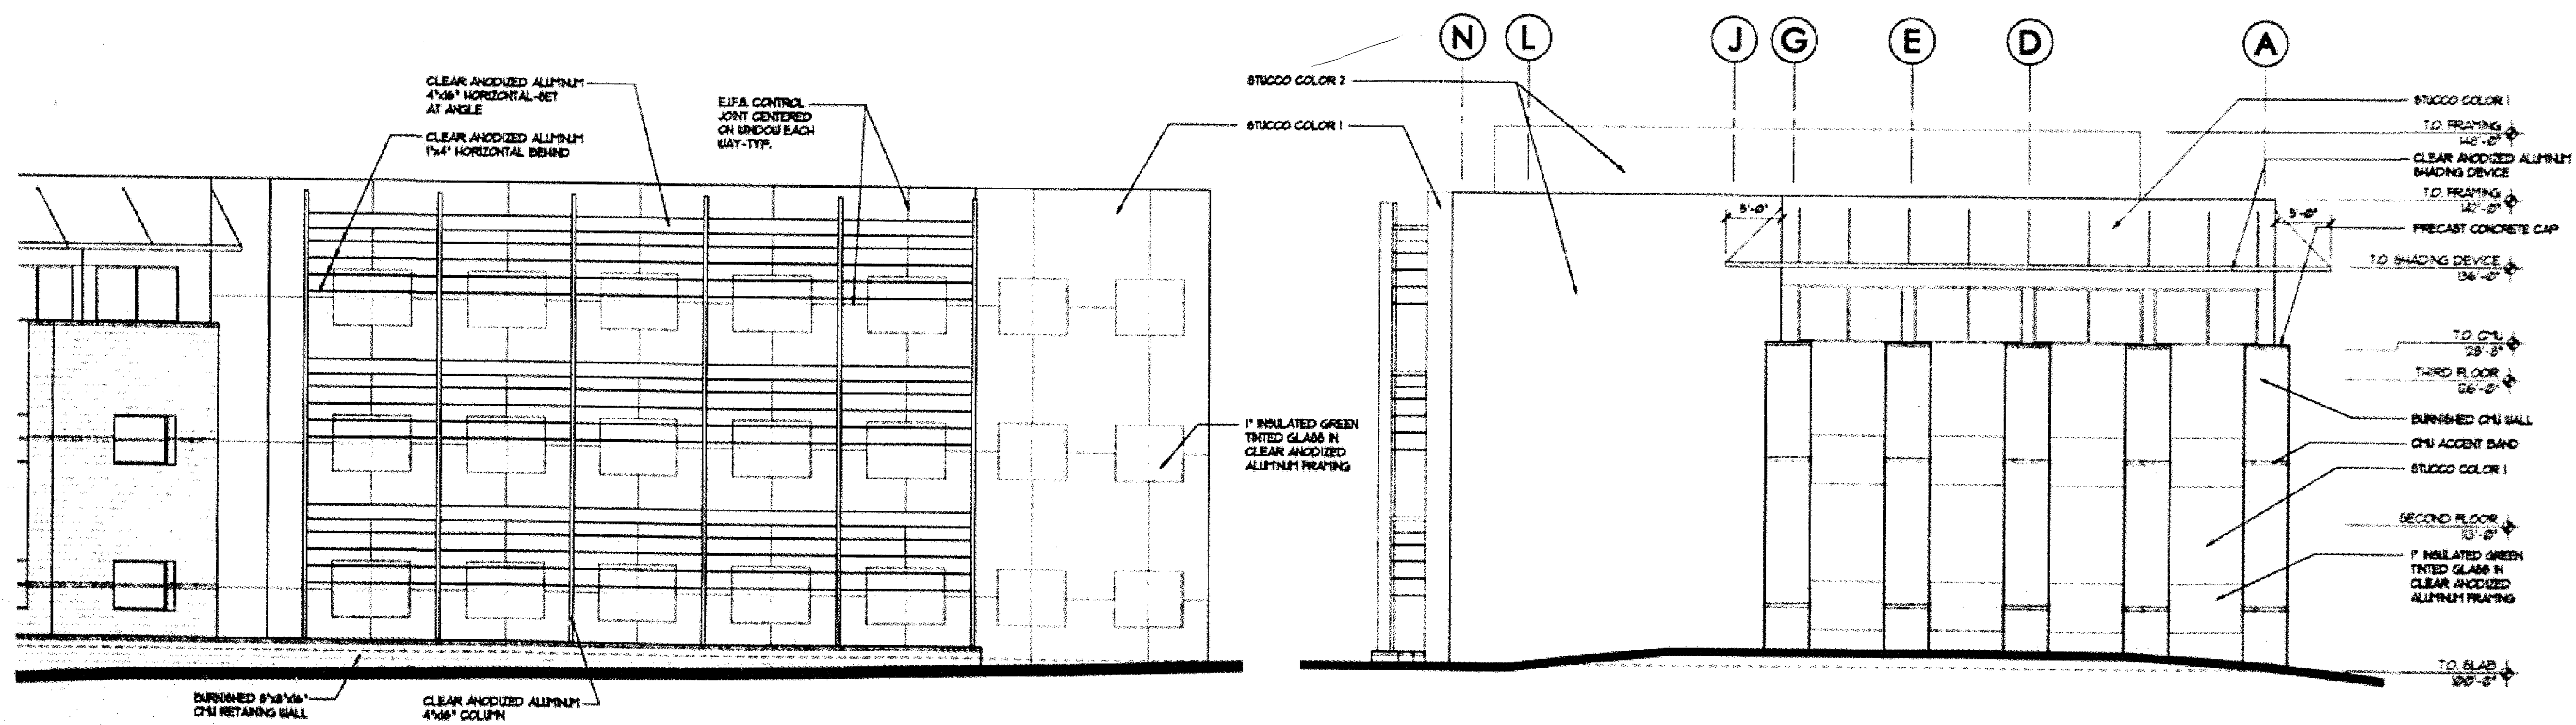 CLEAR ANODIZED ALUMINUM
4"x16" HORIZONTAL-SET
AT ANGLE
CLEAR ANODIZED ALUMINUM
1"x4" HORIZONTAL BEHIND
E.I.F.S. CONTROL
JOINT CENTERED
ON WINDOW EACH
WAY-TYP.
BURNISHED 8"x8"x16"
CMU RETAINING WALL
CLEAR ANODIZED ALUMINUM
4"x16" COLUMN
STUCCO COLOR 2
STUCCO COLOR 1
1" INSULATED GREEN
TINTED GLASS IN
CLEAR ANODIZED
ALUMINUM FRAMING
N
L
J
G
E
D
A
5'-0"
5'-0"
STUCCO COLOR 1
T.O. FRAMING
148'-0"
CLEAR ANODIZED ALUMINUM
SHADING DEVICE
T.O. FRAMING
142'-0"
PRECAST CONCRETE CAP
T.O. SHADING DEVICE
136'-0"
T.O. CMU
129'-8"
THIRD FLOOR
126'-0"
BURNISHED CMU WALL
CMU ACCENT BAND
STUCCO COLOR 1
SECOND FLOOR
113'-0"
1" INSULATED GREEN
TINTED GLASS IN
CLEAR ANODIZED
ALUMINUM FRAMING
T.O. SLAB
100'-0"